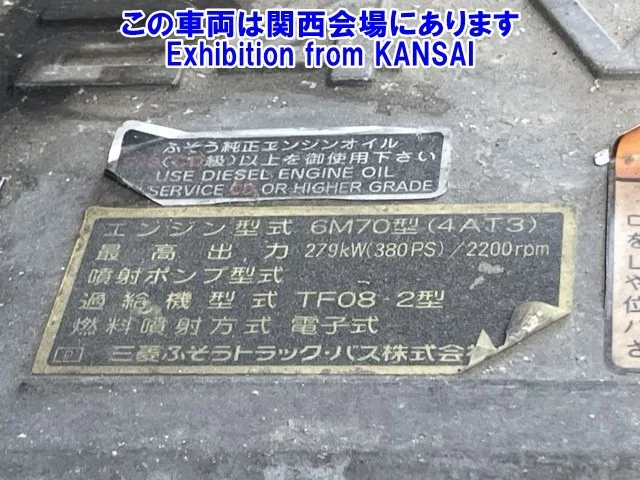 この車両は関西会場にあります
Exhibition from KANSAI
ふそう純正エンジンオイル
(CD級)以上を御使用下さい
USE DIESEL ENGINE OIL
SERVICE CD OR HIGHER GRADE
エンジン型式 6M70型(4AT3)
最高出力 279kW(380PS)/2200rpm
噴射ポンプ型式
過給機型式 TF08-2型
燃料噴射方式 電子式
三菱ふそうトラック・バス株式会